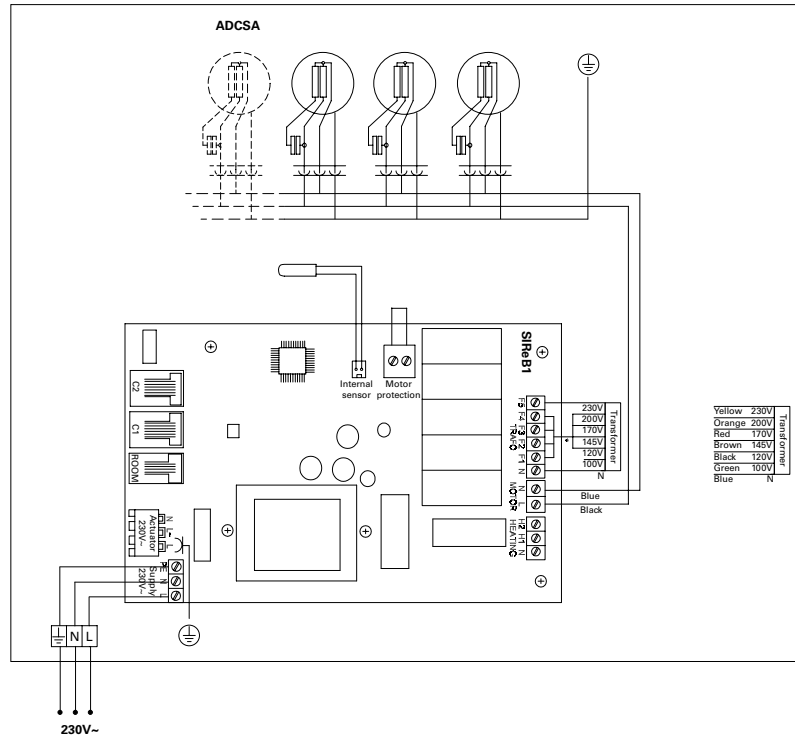 ADCSA
SIReB1
C2
C1
ROOM
Internal
sensor
Motor
protection
F5
F4
F3
F2
F1
N
TRAFO
230V
200V
170V
145V
120V
100V
N
Transformer
*
N
L
MOTOR
Blue
Black
H2
H1
N
HEATING
Yellow 230V
Orange 200V
Red 170V
Brown 145V
Black 120V
Green 100V
Blue N
Transformer
Actuator
230V~
N
L~
L
PE
N
L
Supply
230V~
N L
230V~